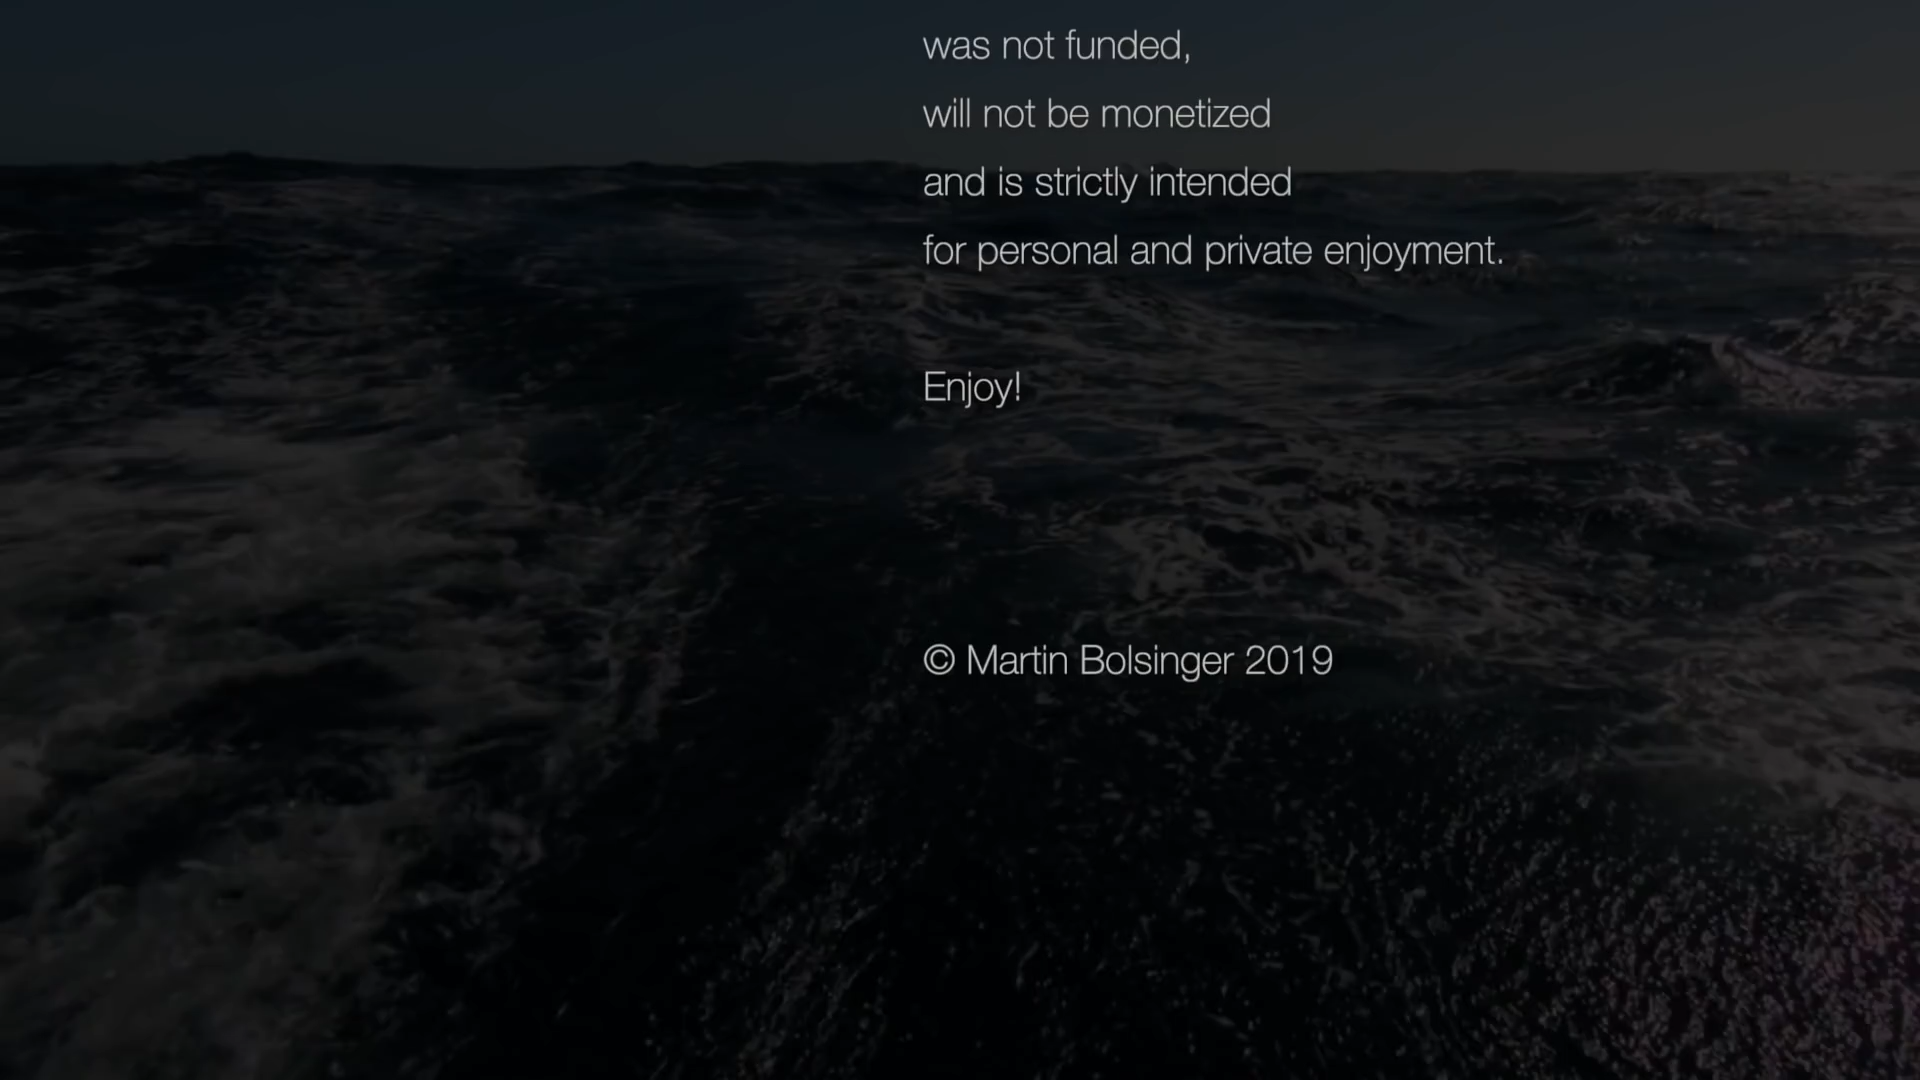 was not funded,
will not be monetized
and is strictly intended
for personal and private enjoyment.
Enjoy!
© Martin Bolsinger 2019